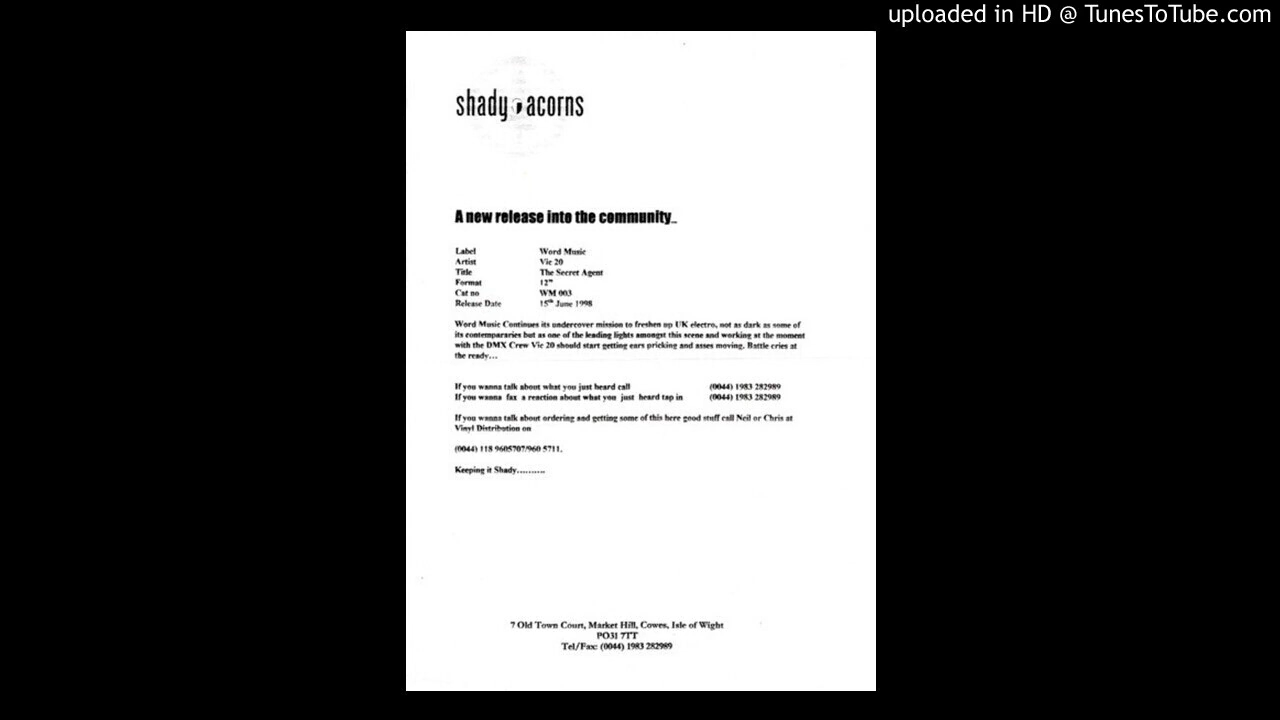 uploaded in HD @ TunesToTube.com
shady acorns
A new release into the community...
Label Word Music
Artist Vic 20
Title The Secret Agent
Format 12"
Cat no WM 003
Release Date 15th June 1998
Word Music Continues its undercover mission to freshen up UK electro, not as dark as some of
its contemporaries but as one of the leading lights amongst this scene and working at the moment
with the DMX Crew Vic 20 should start getting ears pricking and asses moving. Battle cries at
the ready...
If you wanna talk about what you just heard call (0044) 1983 282989
If you wanna fax a reaction about what you just heard tap in (0044) 1983 282989
If you wanna talk about ordering and getting some of this here good stuff call Neil or Chris at
Vinyl Distribution on
(0044) 118 9605707/960 5711.
Keeping it Shady..........
7 Old Town Court, Market Hill, Cowes, Isle of Wight
PO31 7TT
Tel/Fax: (0044) 1983 282989